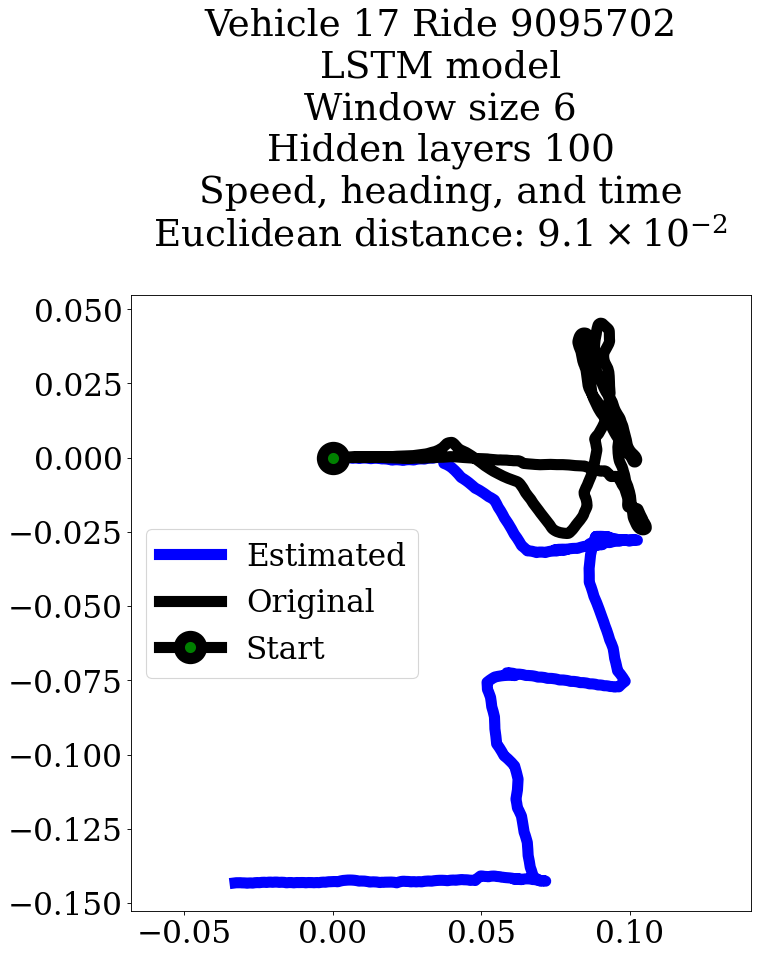 Vehicle 17 Ride 9095702
LSTM model
Window size 6
Hidden layers 100
Speed, heading, and time
Euclidean distance: 9.1 × 10⁻²
0.050
0.025
0.000
−0.025
−0.050
−0.075
−0.100
−0.125
−0.150
Estimated
Original
Start
−0.05
0.00
0.05
0.10